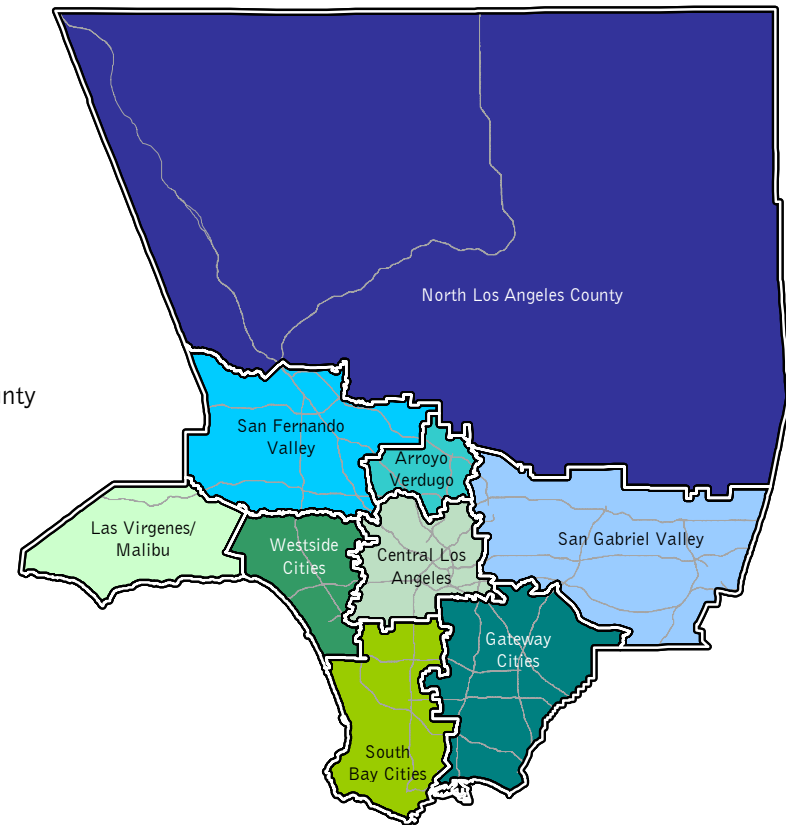 North Los Angeles County
nty
San Fernando
Valley
Arroyo
Verdugo
Las Virgenes/
Malibu
Westside
Cities
Central Los
Angeles
San Gabriel Valley
Gateway
Cities
South
Bay Cities